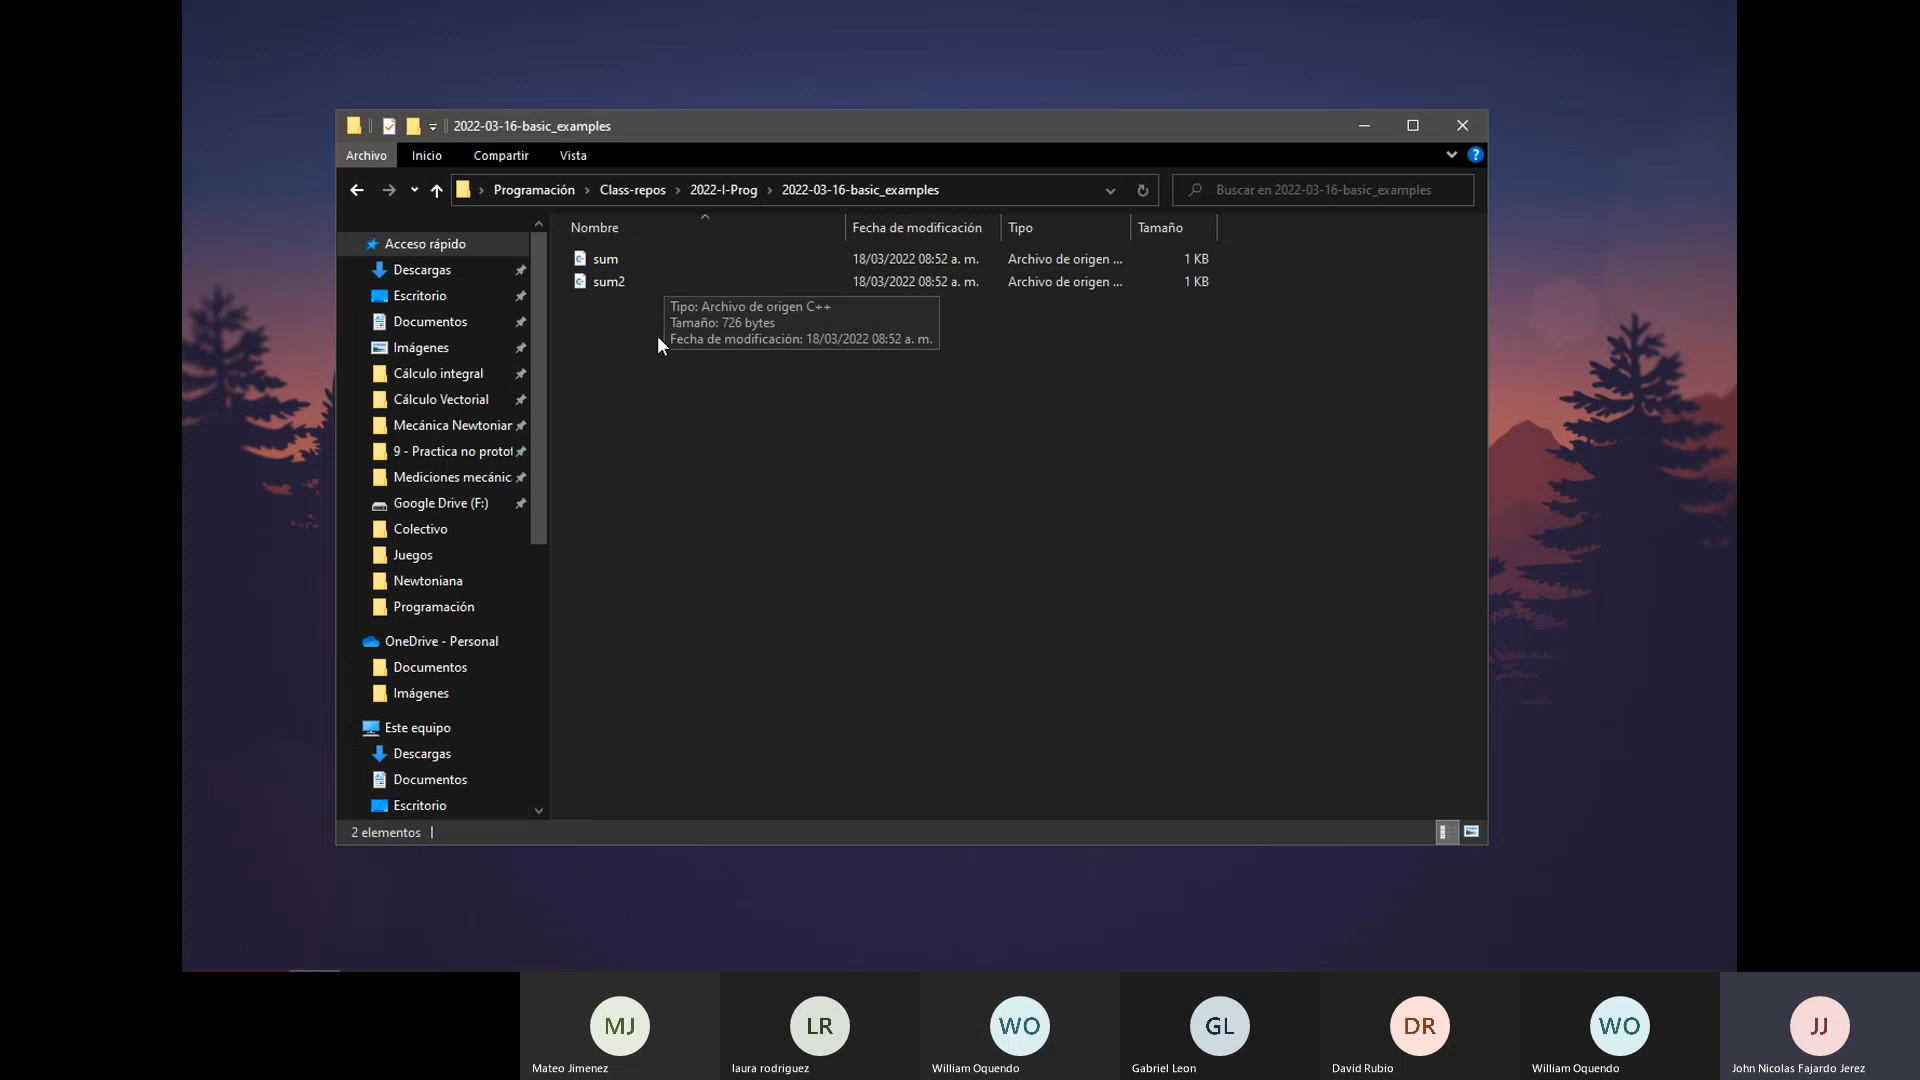 2022-03-16-basic_examples
Archivo Inicio Compartir Vista
Programación Class-repos 2022-I-Prog 2022-03-16-basic_examples Buscar en 2022-03-16-basic_examples
Nombre Fecha de modificación Tipo Tamaño
sum 18/03/2022 08:52 a. m. Archivo de origen ... 1 KB
sum2 18/03/2022 08:52 a. m. Archivo de origen ... 1 KB
Tipo: Archivo de origen C++
Tamaño: 726 bytes
Fecha de modificación: 18/03/2022 08:52 a. m.
Acceso rápido
Descargas
Escritorio
Documentos
Imágenes
Cálculo integral
Cálculo Vectorial
Mecánica Newtonian
9 - Practica no protot
Mediciones mecánic
Google Drive (F:)
Colectivo
Juegos
Newtoniana
Programación
OneDrive - Personal
Documentos
Imágenes
Este equipo
Descargas
Documentos
Escritorio
2 elementos
MJ LR WO GL DR WO JJ
Mateo Jimenez laura rodriguez William Oquendo Gabriel Leon David Rubio William Oquendo John Nicolas Fajardo Jerez